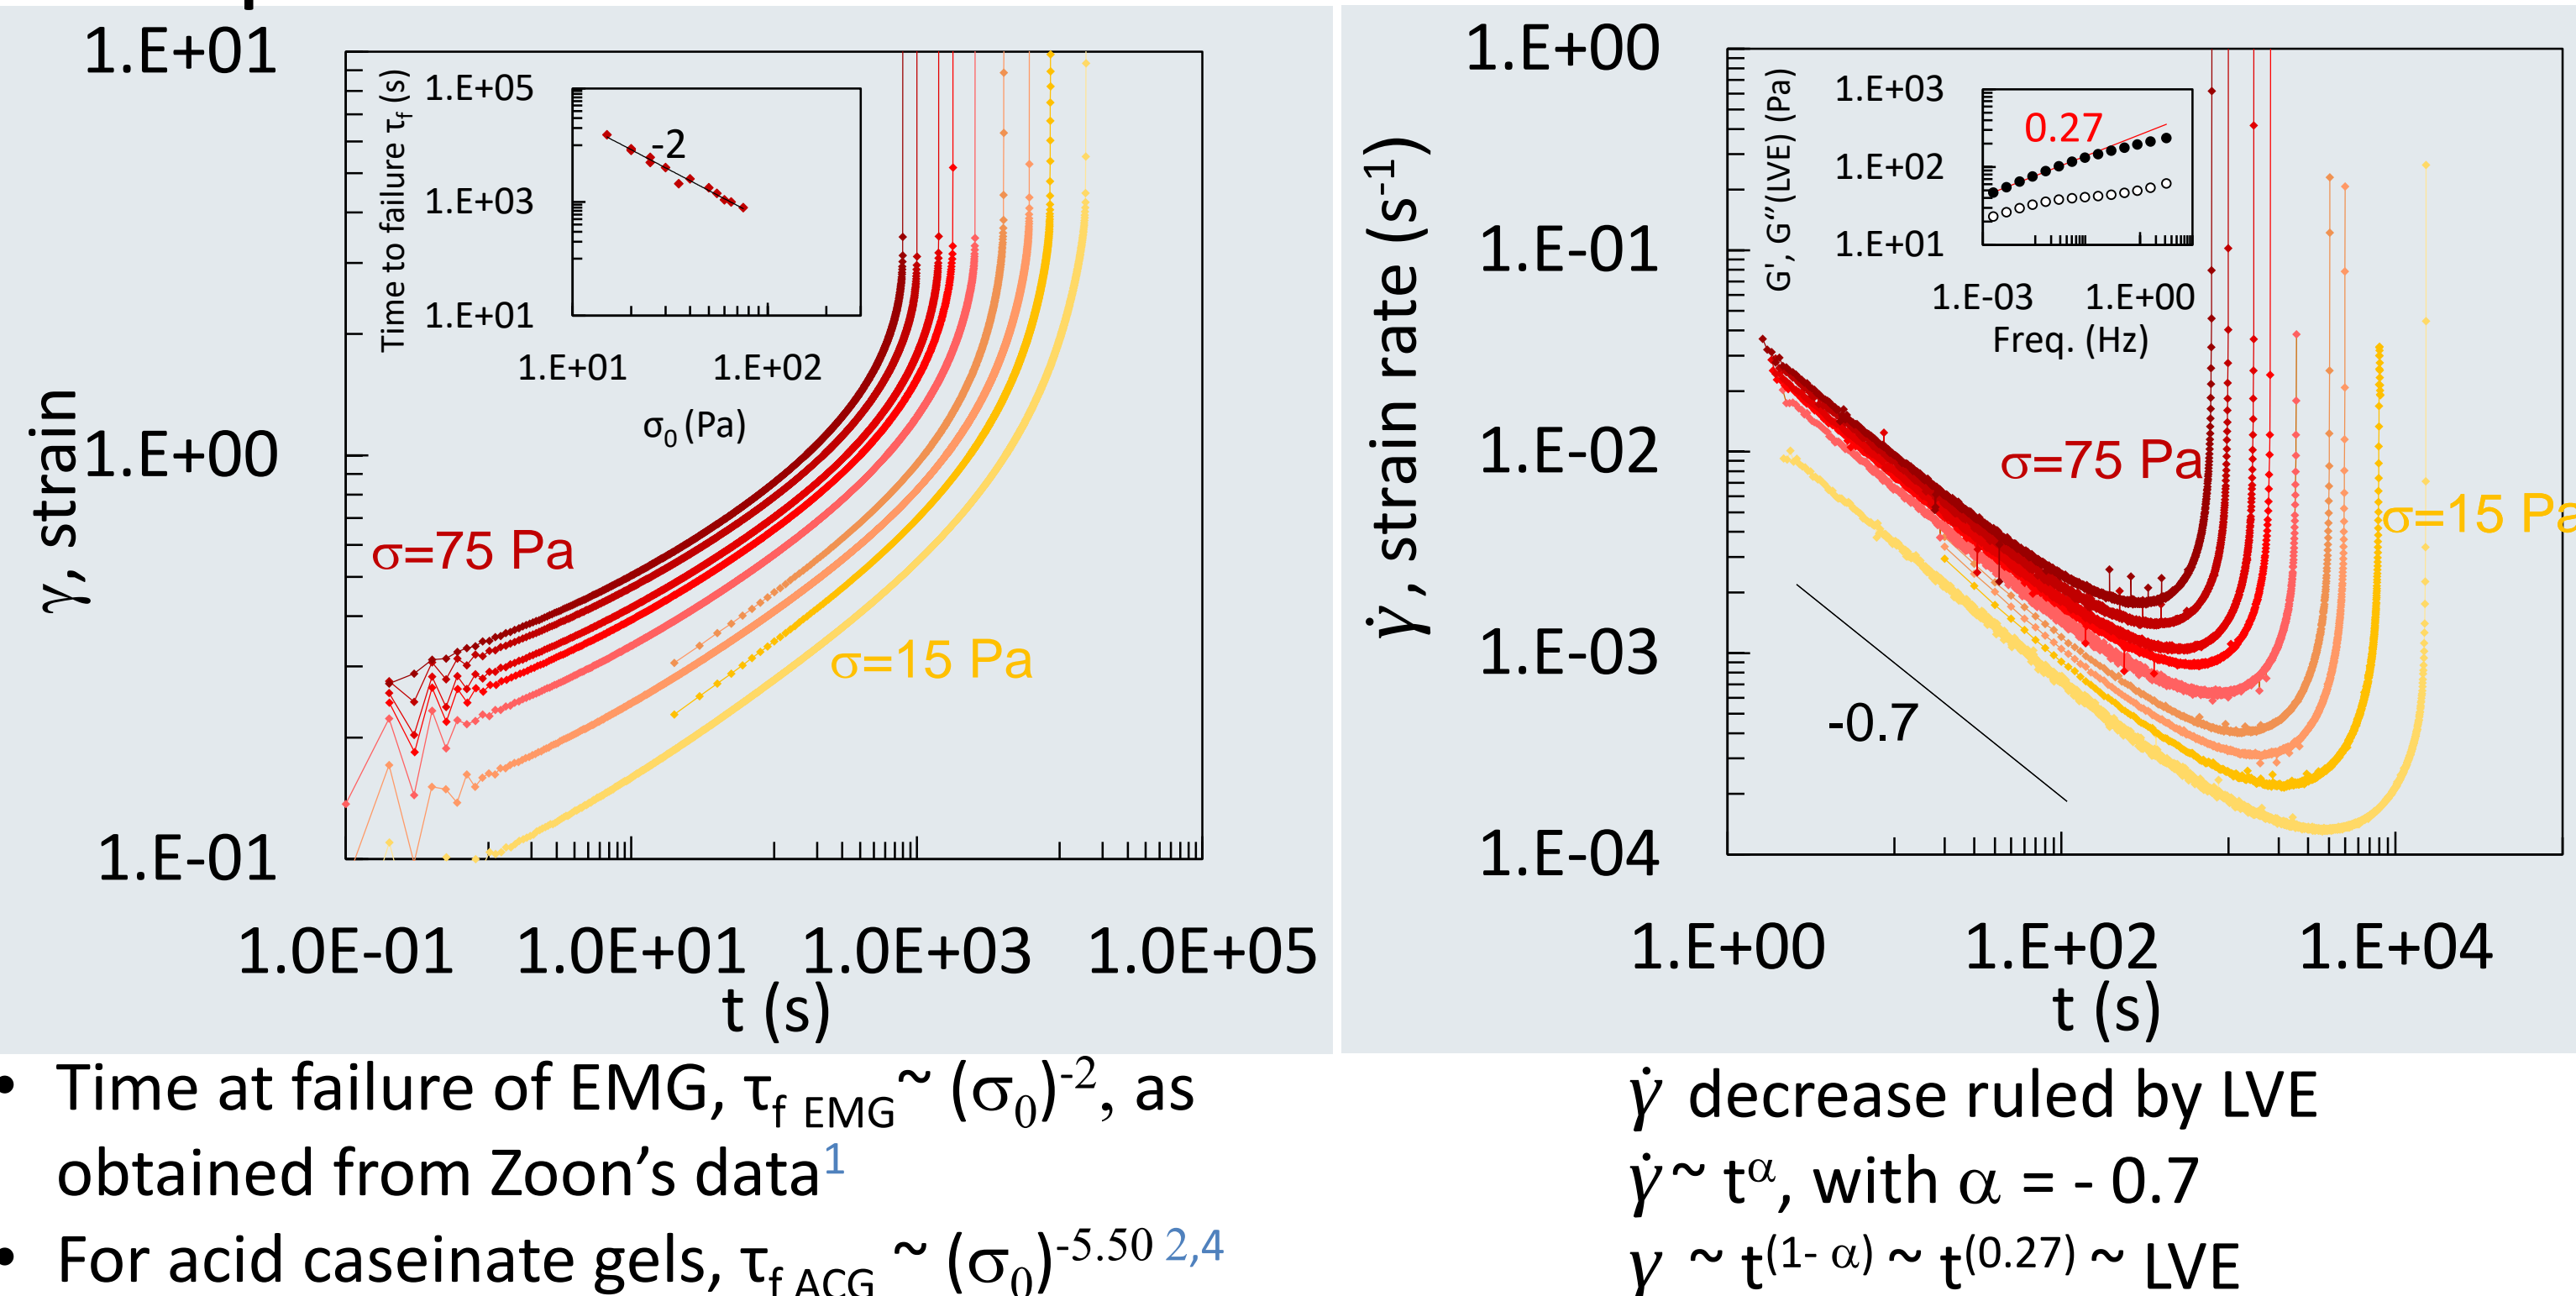 1.E+01
1.E+00
1.E-01
γ, strain
Time to failure τf (s)
1.E+05
1.E+03
1.E+01
-2
1.E+01 1.E+02
σ0 (Pa)
σ=75 Pa
σ=15 Pa
1.0E-01 1.0E+01 1.0E+03 1.0E+05
t (s)
1.E+00
1.E-01
1.E-02
1.E-03
1.E-04
γ̇, strain rate (s-1)
G', G''(LVE) (Pa)
1.E+03
1.E+02
1.E+01
0.27
1.E-03 1.E+00
Freq. (Hz)
σ=75 Pa
σ=15 Pa
-0.7
1.E+00 1.E+02 1.E+04
t (s)
• Time at failure of EMG, τf EMG ~ (σ0)-2, as
obtained from Zoon’s data1
• For acid caseinate gels, τf ACG ~ (σ0)-5.50 2,4
γ̇ decrease ruled by LVE
γ̇ ~ tα, with α = - 0.7
γ ~ t(1- α) ~ t(0.27) ~ LVE